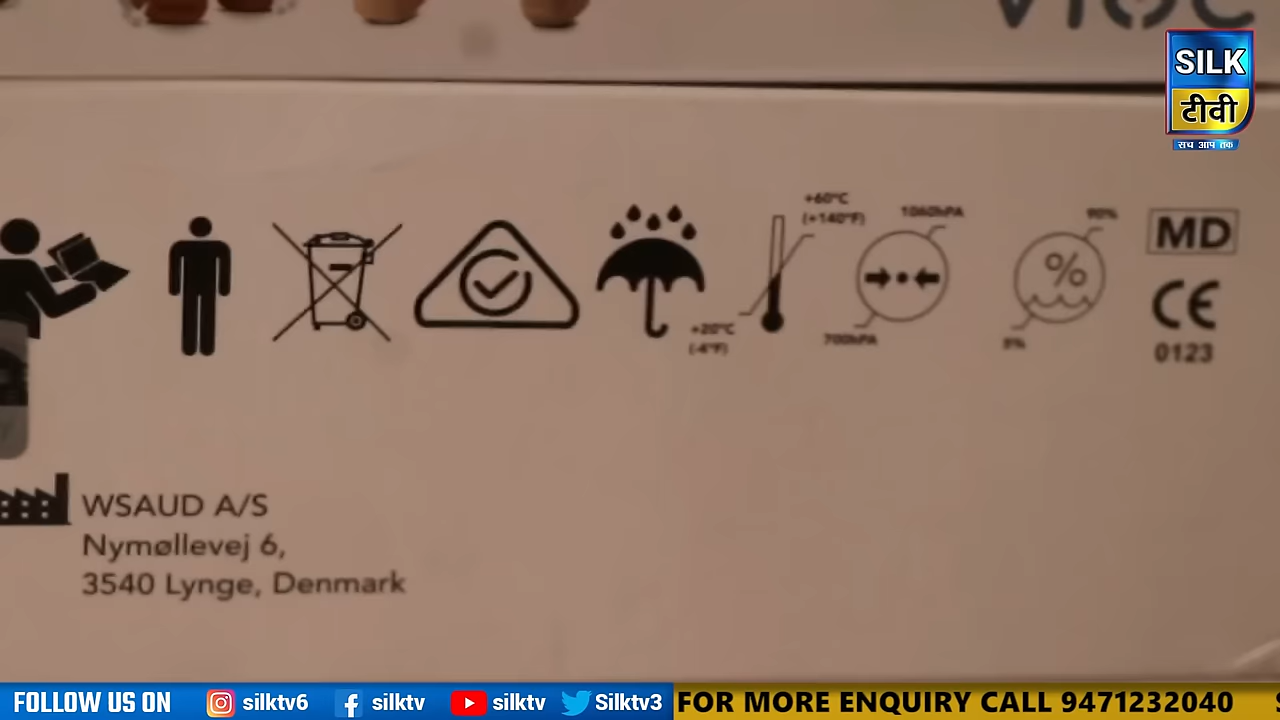 SILK
टीवी
सच आप तक
+60°C
(+140°F)
1060hPA
90%
MD
%
+20°C
(-4°F)
700hPA
5%
CE
0123
WSAUD A/S
Nymøllevej 6,
3540 Lynge, Denmark
FOLLOW US ON silktv6 silktv silktv Silktv3 FOR MORE ENQUIRY CALL 9471232040